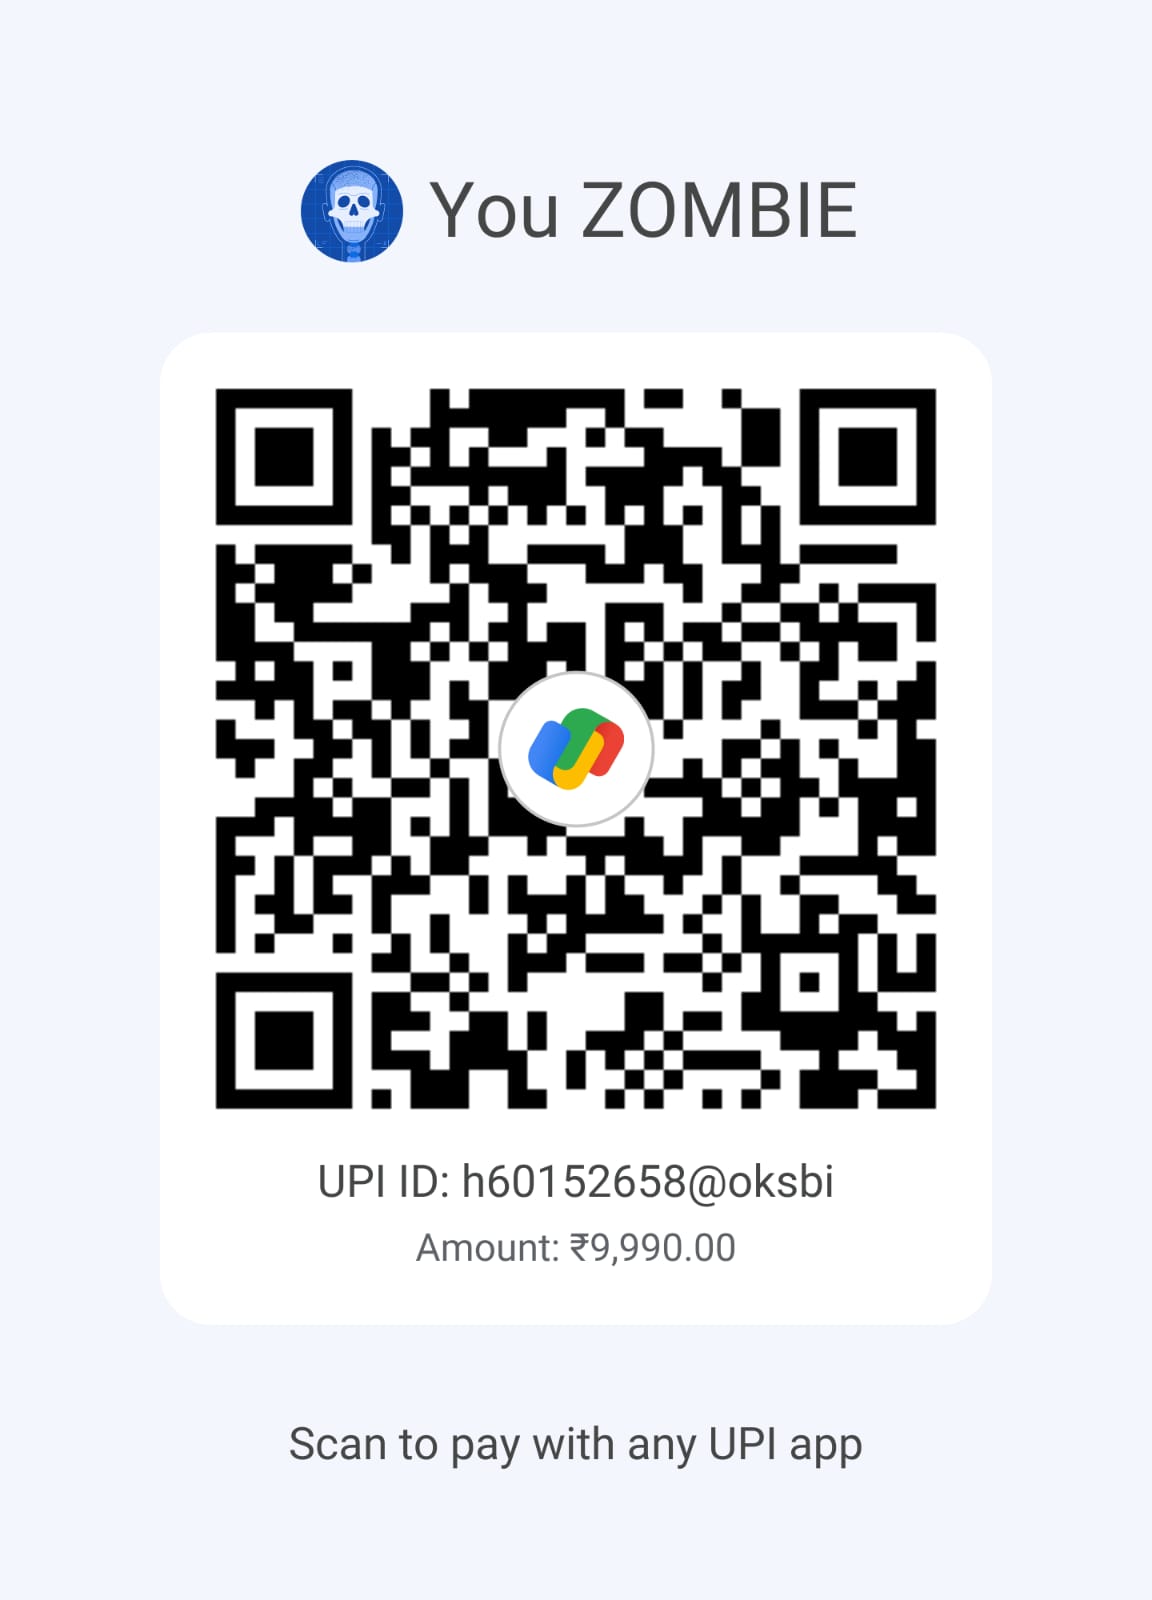 You ZOMBIE
UPI ID: h60152658@oksbi
Amount: ₹9,990.00
Scan to pay with any UPI app